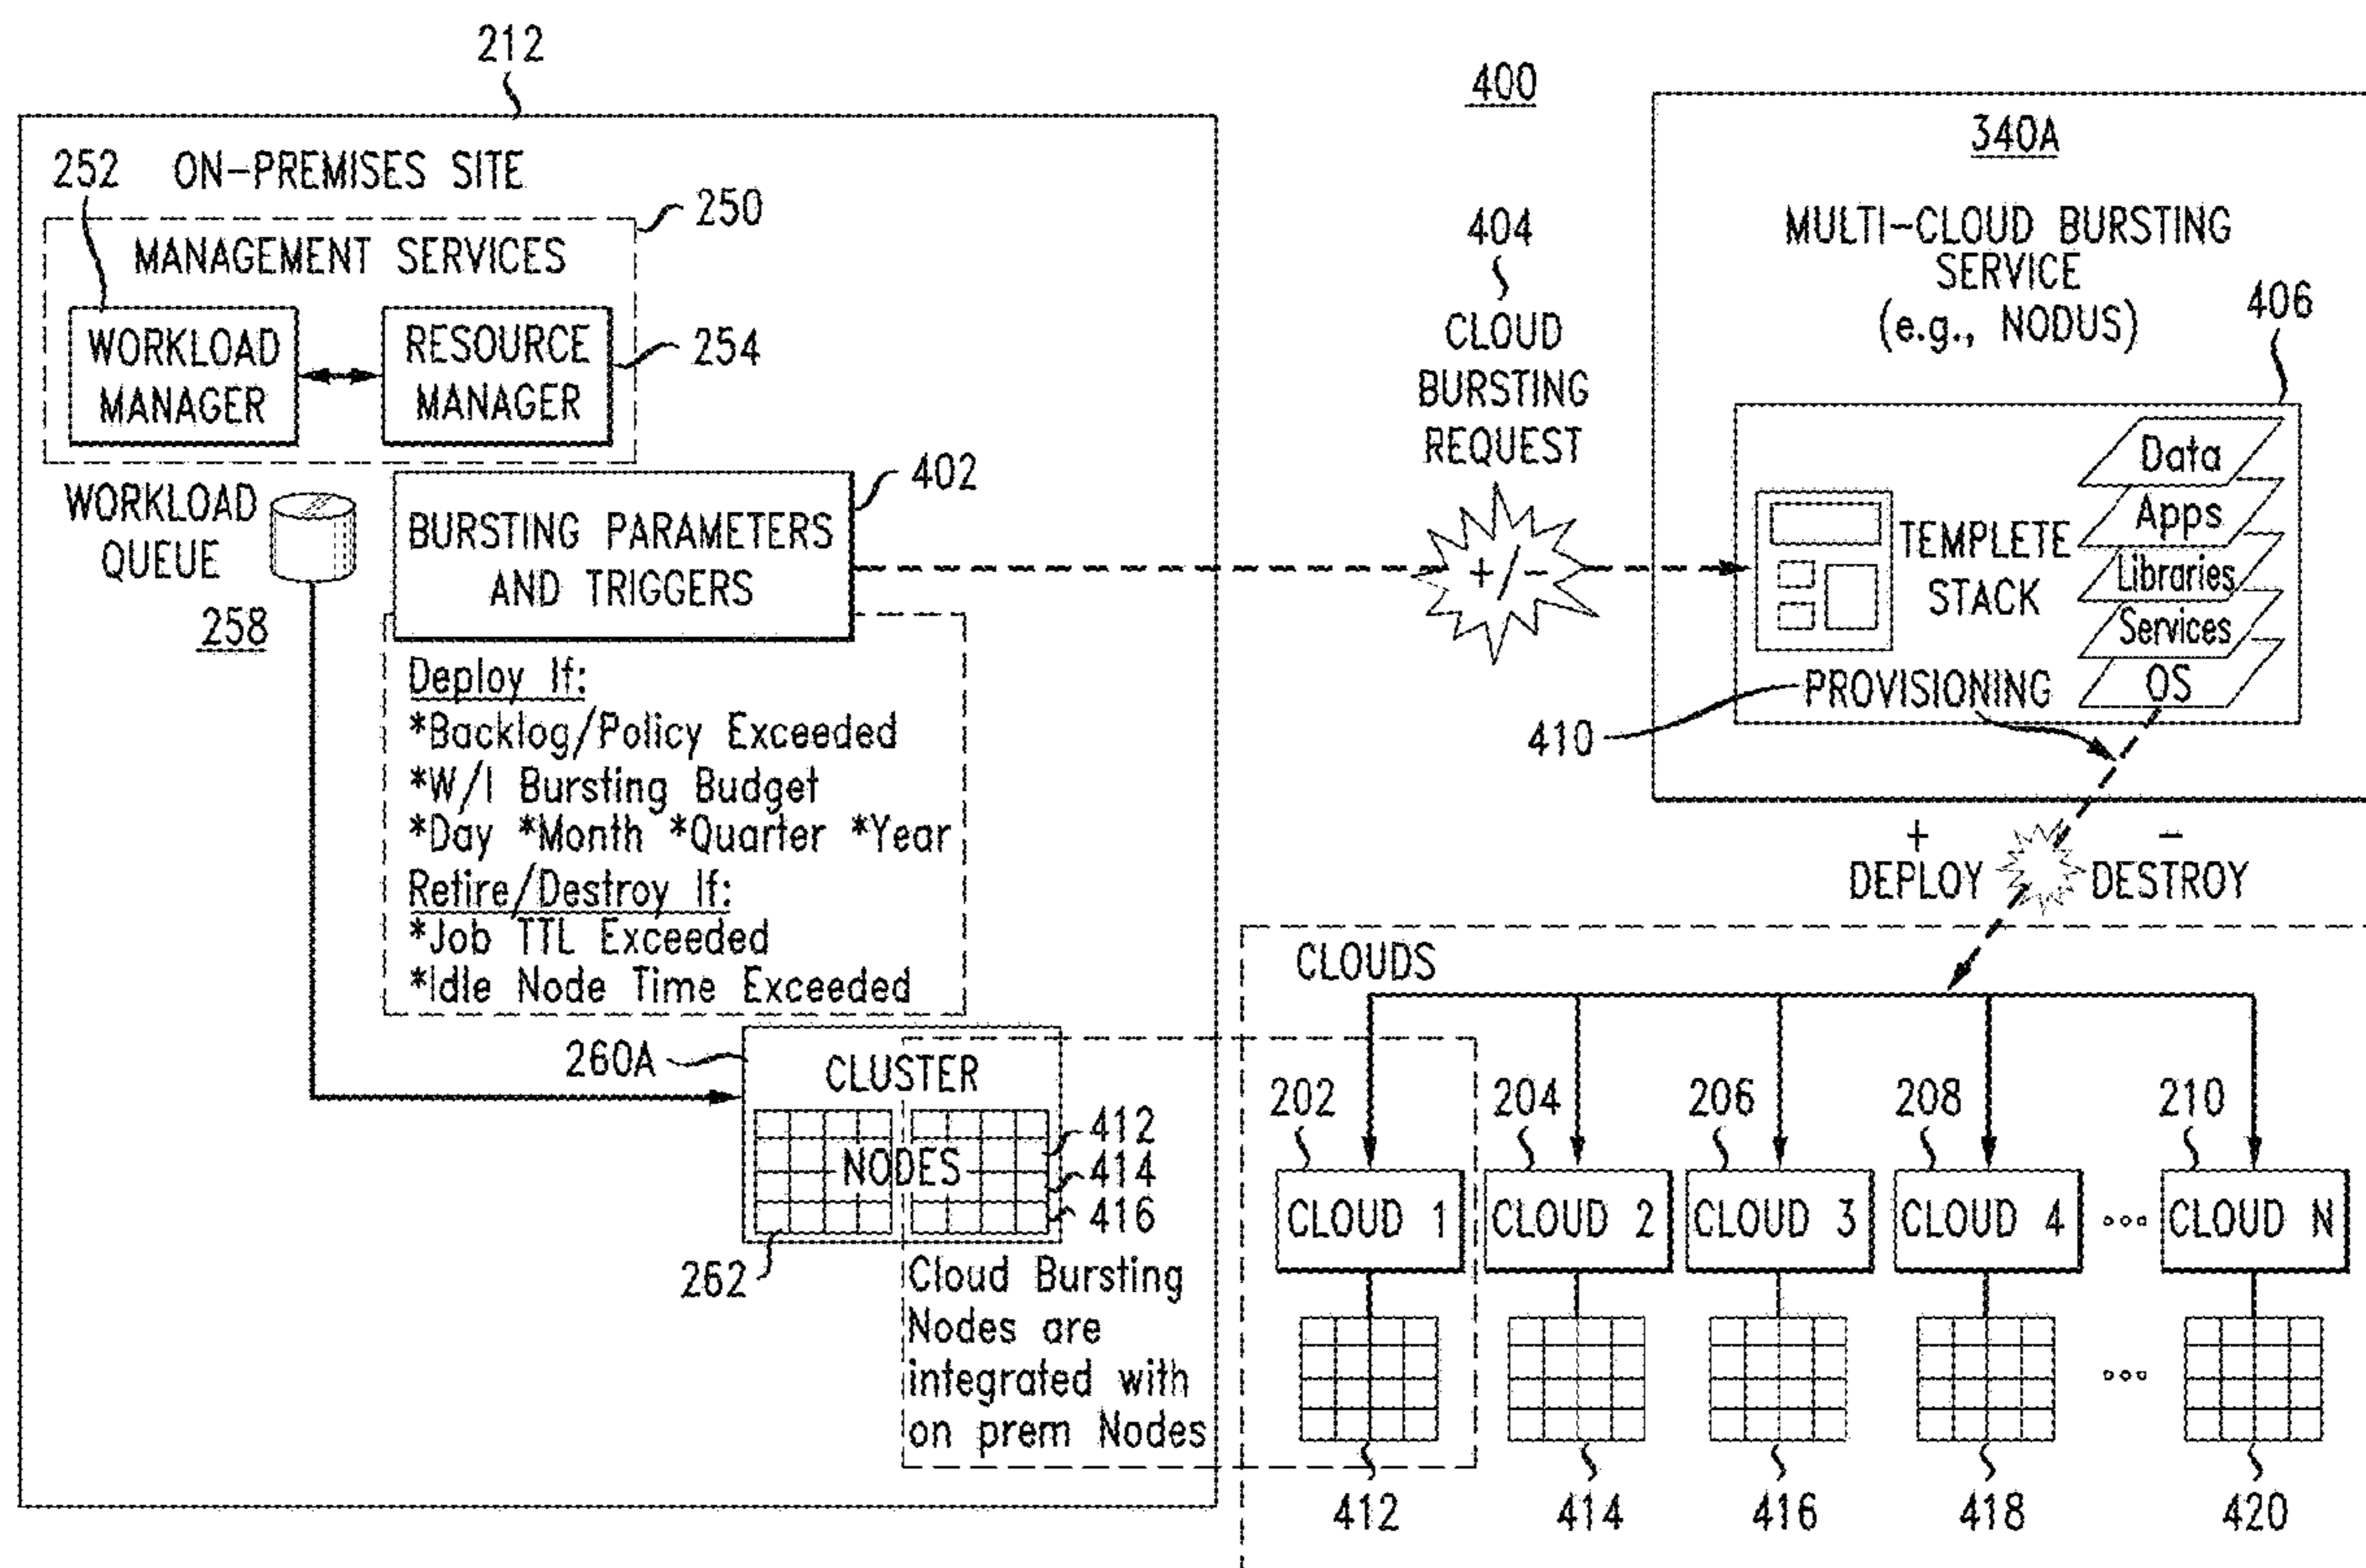 212
ON-PREMISES SITE
252
250
MANAGEMENT SERVICES
WORKLOAD
MANAGER
RESOURCE
MANAGER
254
WORKLOAD
QUEUE
258
402
BURSTING PARAMETERS
AND TRIGGERS
Deploy If:
*Backlog/Policy Exceeded
*W/I Bursting Budget
*Day *Month *Quarter *Year
Retire/Destroy If:
*Job TTL Exceeded
*Idle Node Time Exceeded
260A
CLUSTER
NODES
412
414
416
262
Cloud Bursting
Nodes are
integrated with
on prem Nodes
400
404
CLOUD
BURSTING
REQUEST
+/-
340A
MULTI-CLOUD BURSTING
SERVICE
(e.g., NODUS)
406
TEMPLETE
STACK
Data
Apps
Libraries
Services
OS
PROVISIONING
410
+
DEPLOY
-
DESTROY
CLOUDS
202
204
206
208
210
CLOUD 1
CLOUD 2
CLOUD 3
CLOUD 4
ooo
CLOUD N
ooo
412
414
416
418
420